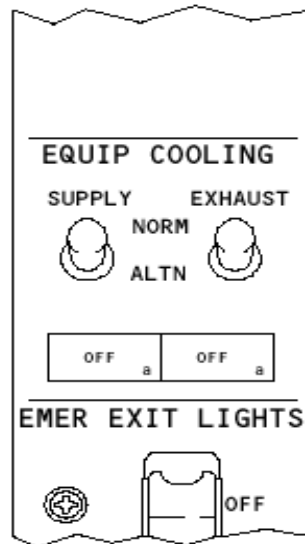 EQUIP COOLING
SUPPLY EXHAUST
NORM
ALTN
OFF a OFF a
EMER EXIT LIGHTS
OFF